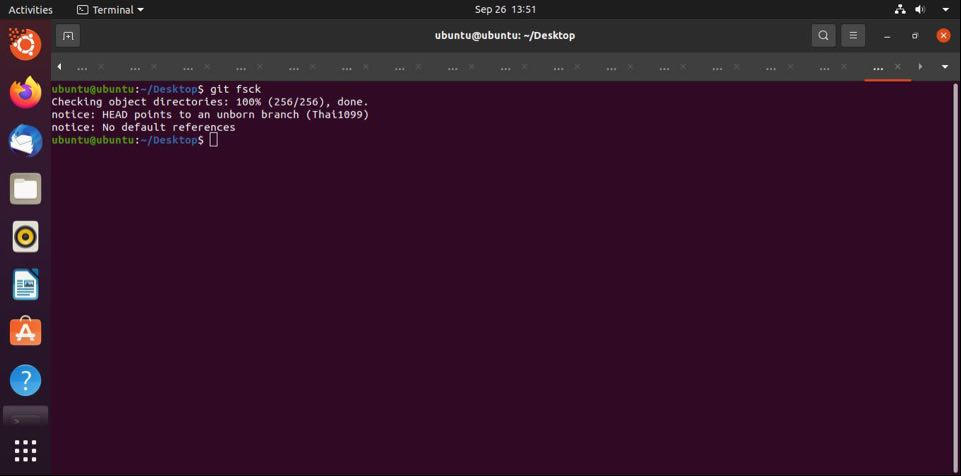 Activities Terminal Sep 26 13:51
ubuntu@ubuntu: ~/Desktop
... ... ... ... ... ... ... ... ... ... ... ... ... ... ... ...
ubuntu@ubuntu:~/Desktop$ git fsck
Checking object directories: 100% (256/256), done.
notice: HEAD points to an unborn branch (Thai1099)
notice: No default references
ubuntu@ubuntu:~/Desktop$